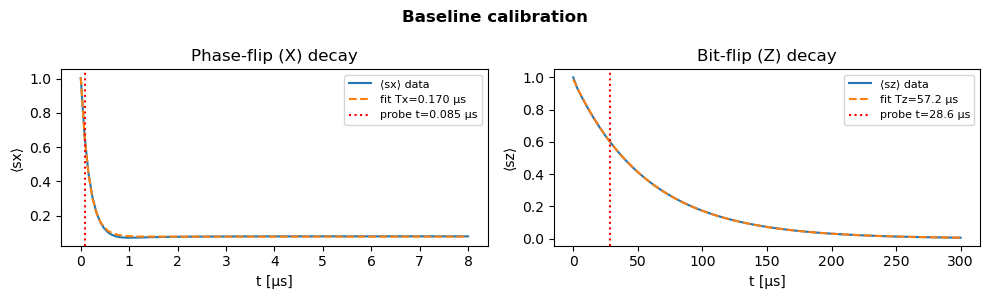 Baseline calibration
Phase-flip (X) decay
⟨sx⟩
1.0
0.8
0.6
0.4
0.2
⟨sx⟩ data
fit Tx=0.170 µs
probe t=0.085 µs
0 1 2 3 4 5 6 7 8
t [µs]
Bit-flip (Z) decay
⟨sz⟩
1.0
0.8
0.6
0.4
0.2
0.0
⟨sz⟩ data
fit Tz=57.2 µs
probe t=28.6 µs
0 50 100 150 200 250 300
t [µs]